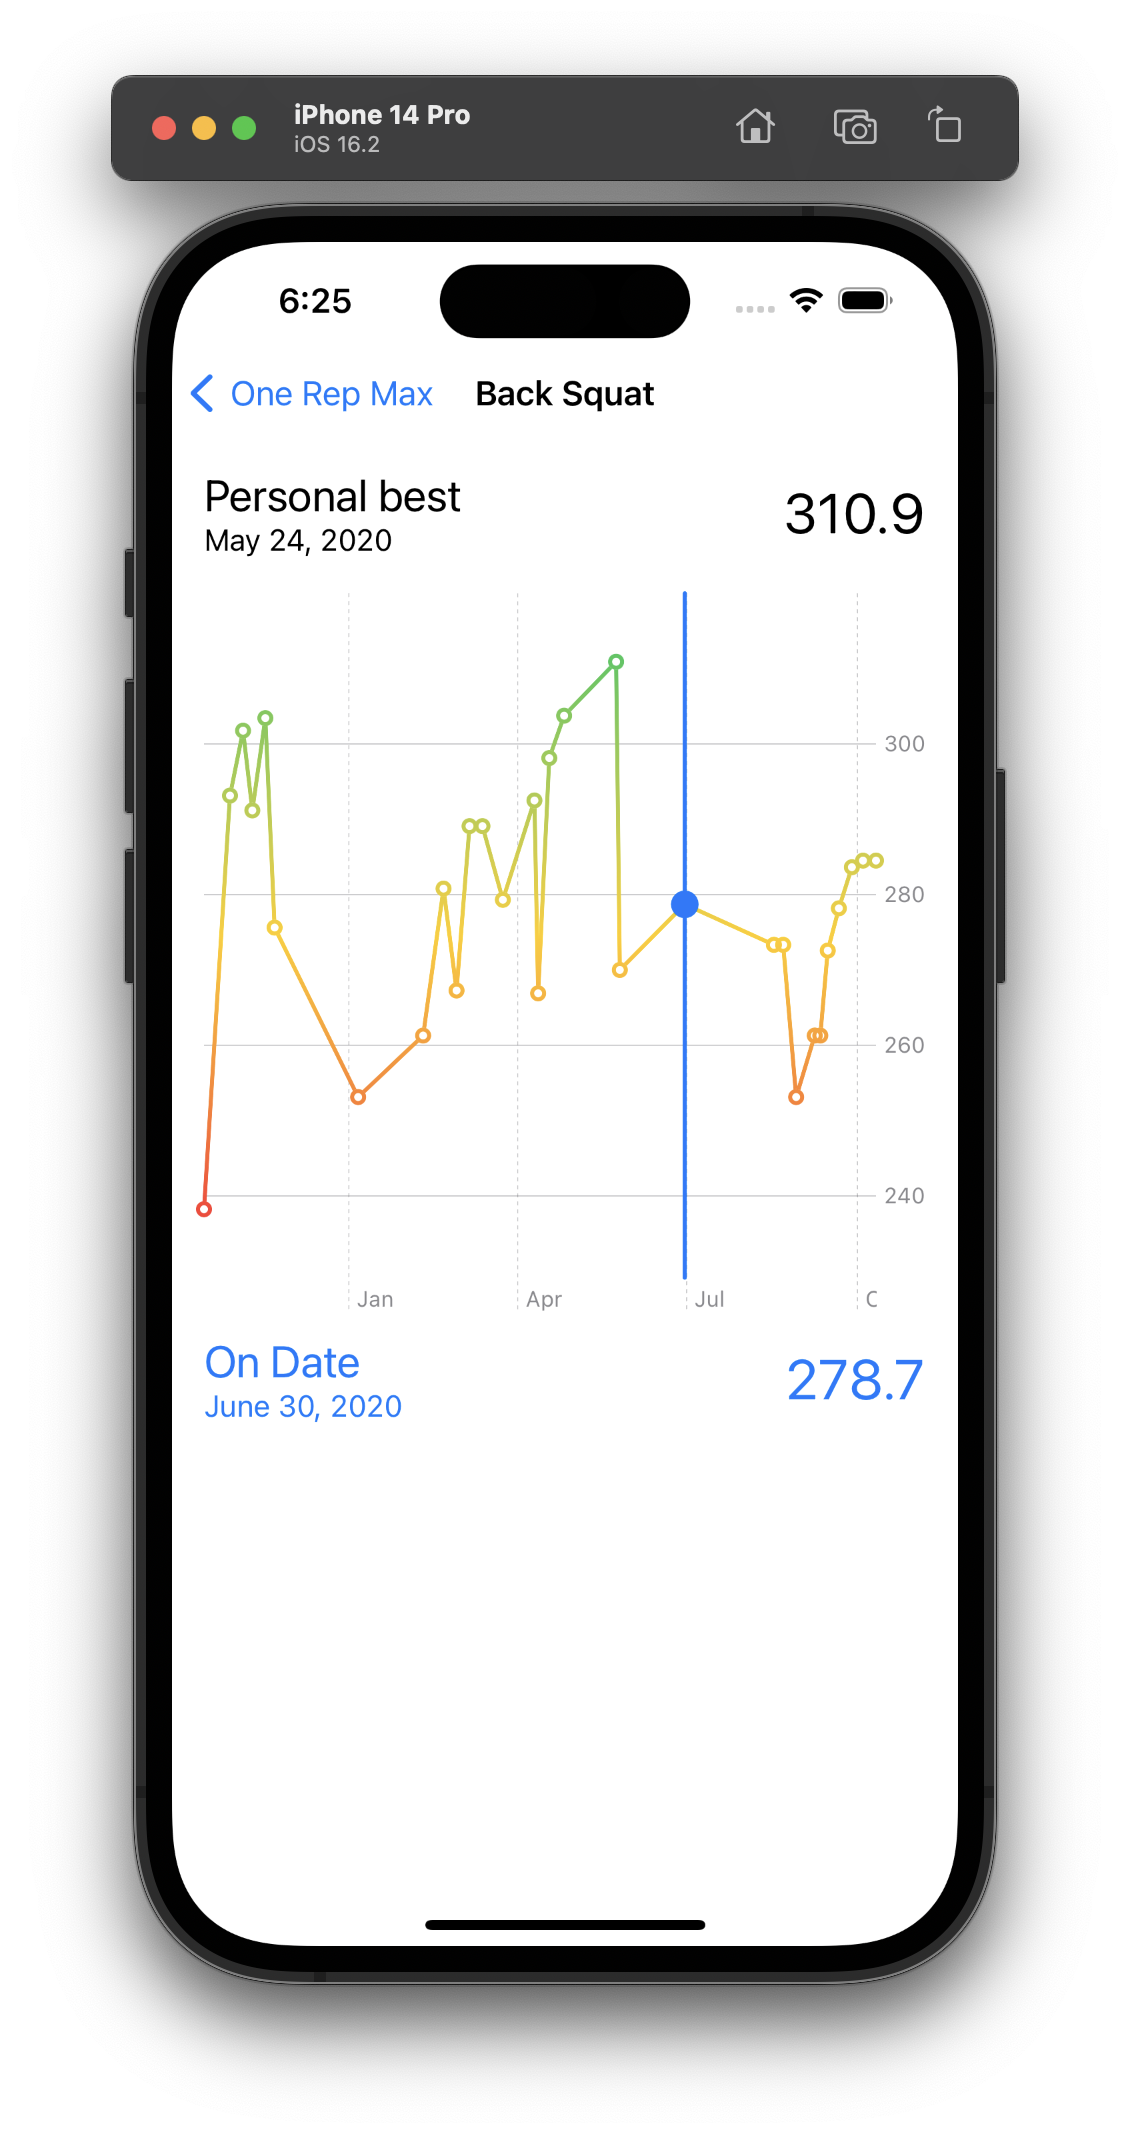 iPhone 14 Pro
iOS 16.2
6:25
One Rep Max Back Squat
Personal best
May 24, 2020
310.9
300
280
260
240
Jan Apr Jul
On Date
June 30, 2020
278.7